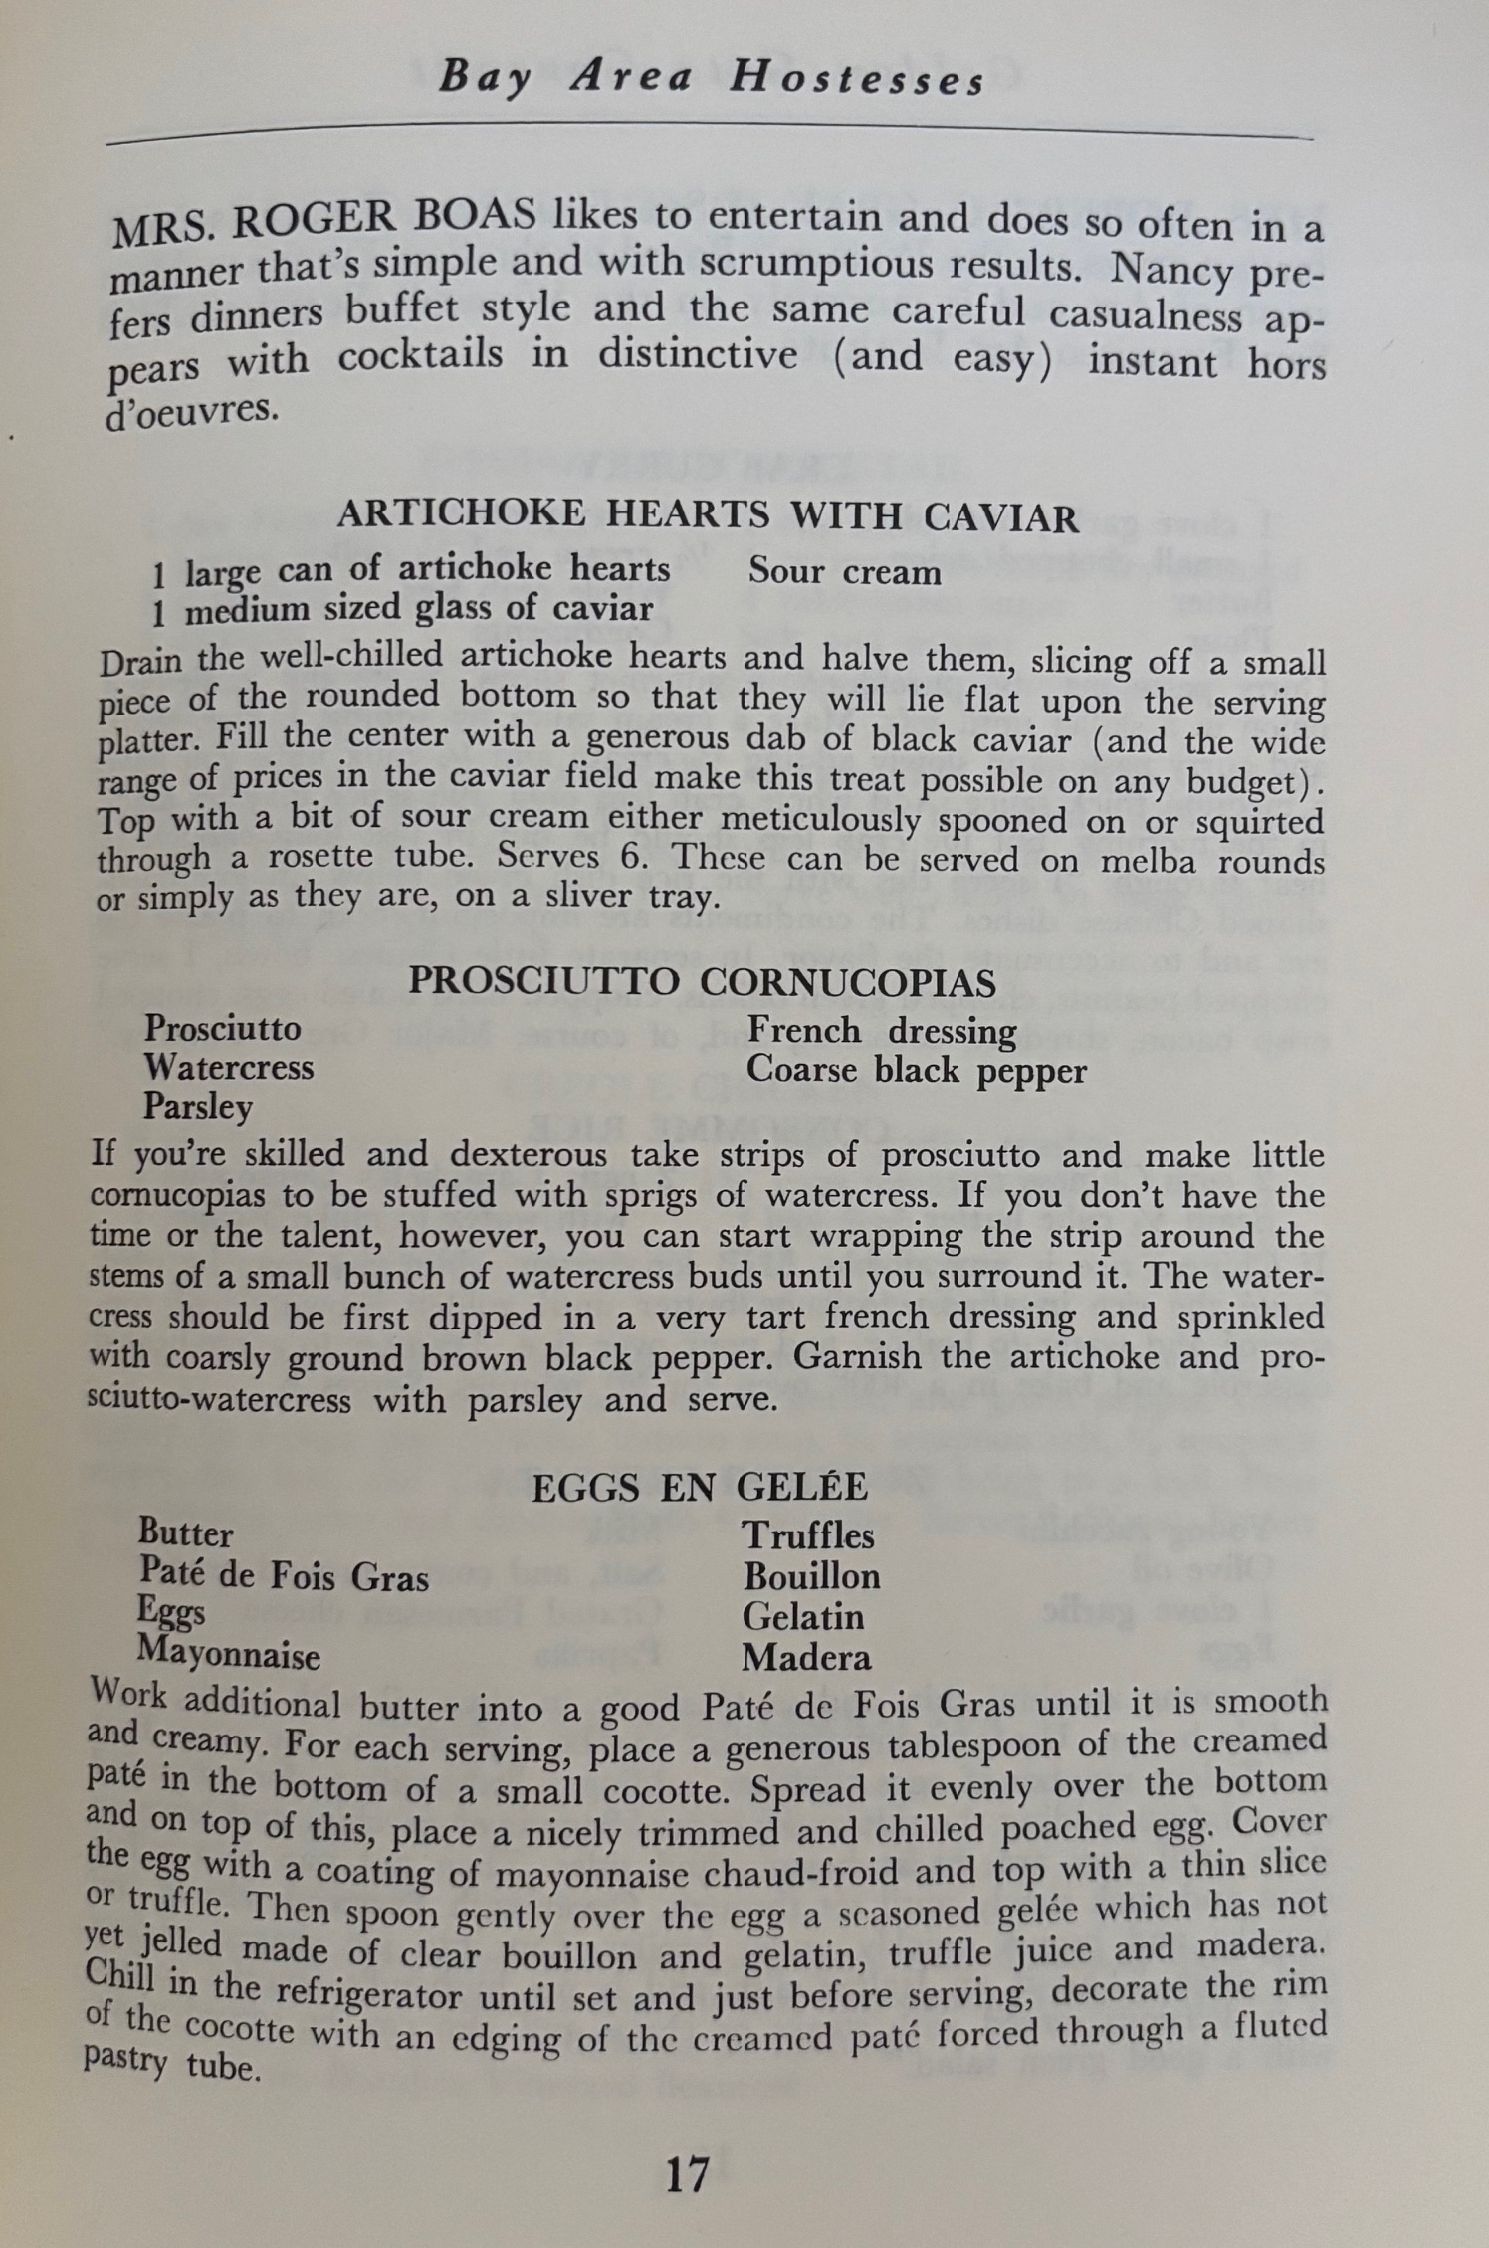 Bay Area Hostesses
MRS. ROGER BOAS likes to entertain and does so often in a
manner that's simple and with scrumptious results. Nancy pre-
fers dinners buffet style and the same careful casualness ap-
pears with cocktails in distinctive (and easy) instant hors
d'oeuvres.
ARTICHOKE HEARTS WITH CAVIAR
1 large can of artichoke hearts Sour cream
1 medium sized glass of caviar
Drain the well-chilled artichoke hearts and halve them, slicing off a small
piece of the rounded bottom so that they will lie flat upon the serving
platter. Fill the center with a generous dab of black caviar (and the wide
range of prices in the caviar field make this treat possible on any budget).
Top with a bit of sour cream either meticulously spooned on or squirted
through a rosette tube. Serves 6. These can be served on melba rounds
or simply as they are, on a sliver tray.
PROSCIUTTO CORNUCOPIAS
Prosciutto French dressing
Watercress Coarse black pepper
Parsley
If you're skilled and dexterous take strips of prosciutto and make little
cornucopias to be stuffed with sprigs of watercress. If you don't have the
time or the talent, however, you can start wrapping the strip around the
stems of a small bunch of watercress buds until you surround it. The water-
cress should be first dipped in a very tart french dressing and sprinkled
with coarsly ground brown black pepper. Garnish the artichoke and pro-
sciutto-watercress with parsley and serve.
EGGS EN GELÉE
Butter Truffles
Paté de Fois Gras Bouillon
Eggs Gelatin
Mayonnaise Madera
Work additional butter into a good Paté de Fois Gras until it is smooth
and creamy. For each serving, place a generous tablespoon of the creamed
paté in the bottom of a small cocotte. Spread it evenly over the bottom
and on top of this, place a nicely trimmed and chilled poached egg. Cover
the egg with a coating of mayonnaise chaud-froid and top with a thin slice
or truffle. Then spoon gently over the egg a seasoned gelée which has not
yet jelled made of clear bouillon and gelatin, truffle juice and madera.
Chill in the refrigerator until set and just before serving, decorate the rim
of the cocotte with an edging of the creamed paté forced through a fluted
pastry tube.
17